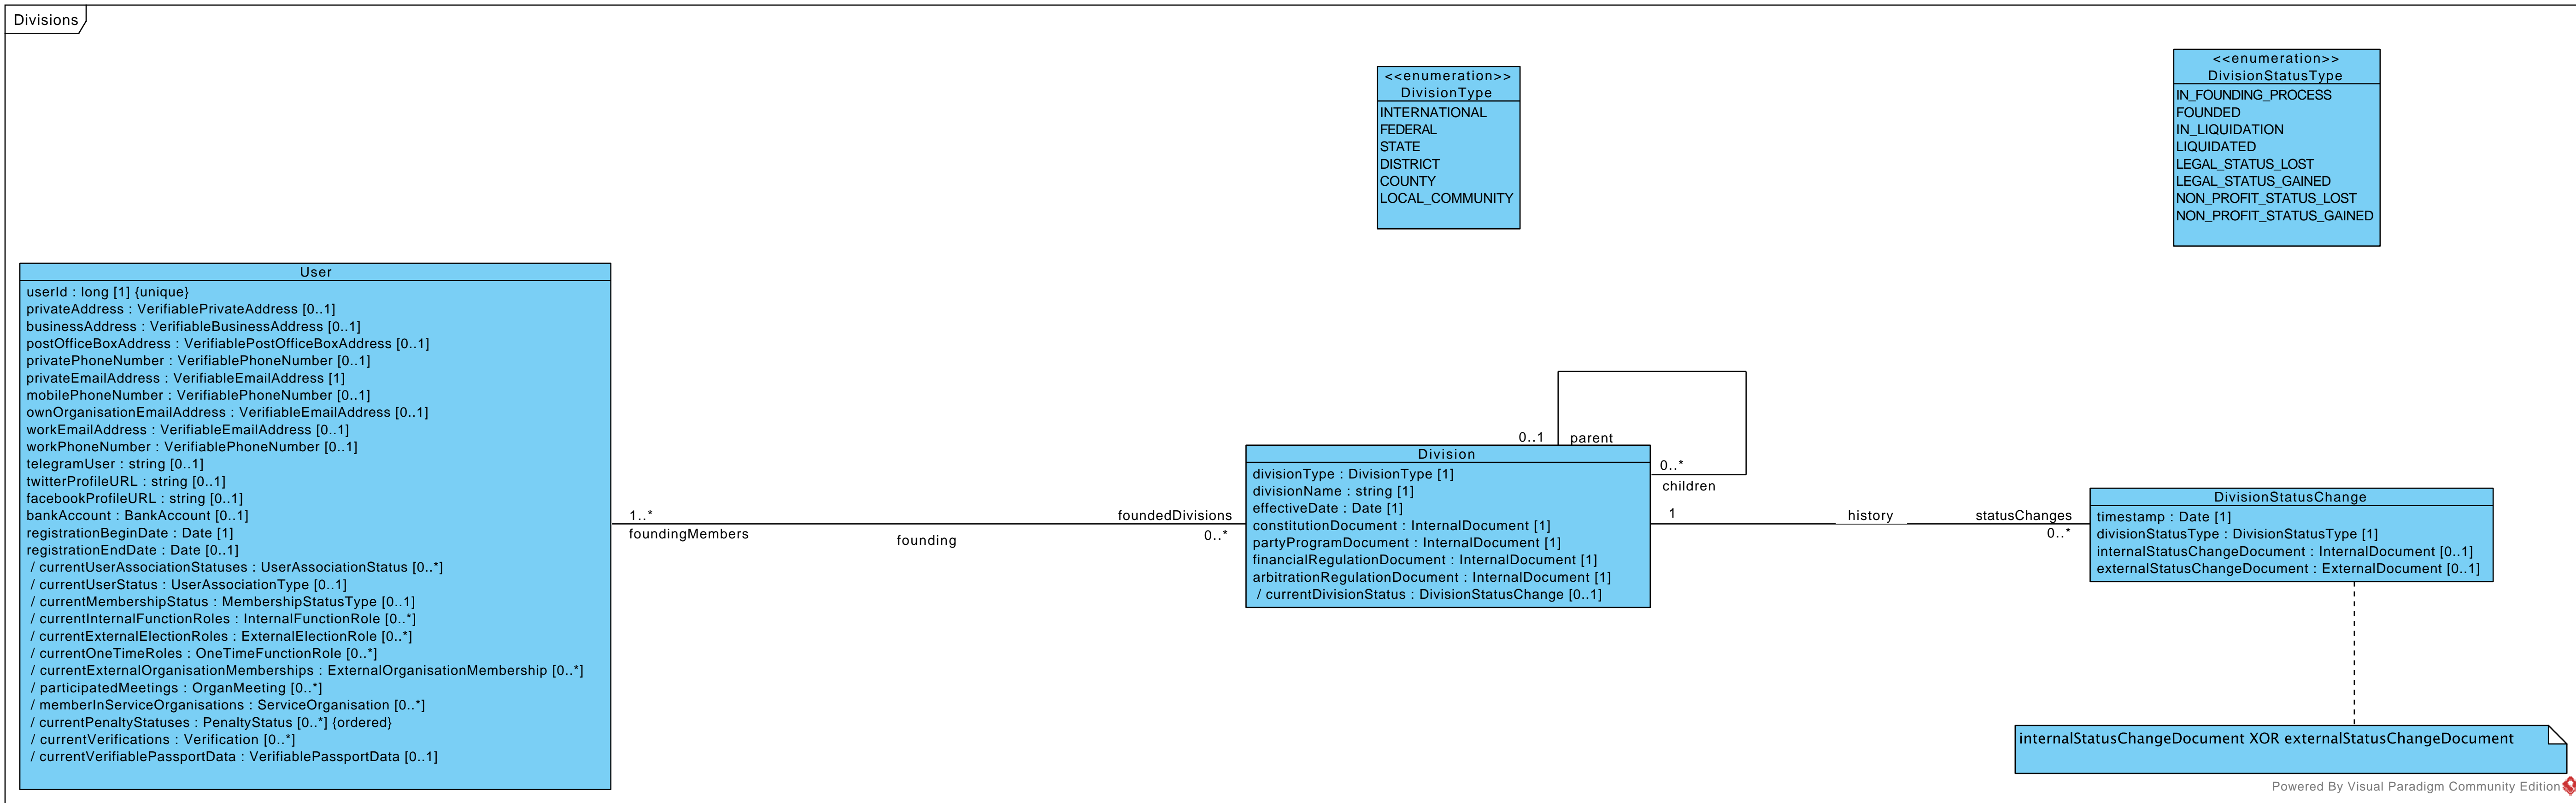 Divisions
<<enumeration>>
DivisionType
INTERNATIONAL
FEDERAL
STATE
DISTRICT
COUNTY
LOCAL_COMMUNITY
<<enumeration>>
DivisionStatusType
IN_FOUNDING_PROCESS
FOUNDED
IN_LIQUIDATION
LIQUIDATED
LEGAL_STATUS_LOST
LEGAL_STATUS_GAINED
NON_PROFIT_STATUS_LOST
NON_PROFIT_STATUS_GAINED
User
userId : long [1] {unique}
privateAddress : VerifiablePrivateAddress [0..1]
businessAddress : VerifiableBusinessAddress [0..1]
postOfficeBoxAddress : VerifiablePostOfficeBoxAddress [0..1]
privatePhoneNumber : VerifiablePhoneNumber [0..1]
privateEmailAddress : VerifiableEmailAddress [1]
mobilePhoneNumber : VerifiablePhoneNumber [0..1]
ownOrganisationEmailAddress : VerifiableEmailAddress [0..1]
workEmailAddress : VerifiableEmailAddress [0..1]
workPhoneNumber : VerifiablePhoneNumber [0..1]
telegramUser : string [0..1]
twitterProfileURL : string [0..1]
facebookProfileURL : string [0..1]
bankAccount : BankAccount [0..1]
registrationBeginDate : Date [1]
registrationEndDate : Date [0..1]
/ currentUserAssociationStatuses : UserAssociationStatus [0..*]
/ currentUserStatus : UserAssociationType [0..1]
/ currentMembershipStatus : MembershipStatusType [0..1]
/ currentInternalFunctionRoles : InternalFunctionRole [0..*]
/ currentExternalElectionRoles : ExternalElectionRole [0..*]
/ currentOneTimeRoles : OneTimeFunctionRole [0..*]
/ currentExternalOrganisationMemberships : ExternalOrganisationMembership [0..*]
/ participatedMeetings : OrganMeeting [0..*]
/ memberInServiceOrganisations : ServiceOrganisation [0..*]
/ currentPenaltyStatuses : PenaltyStatus [0..*] {ordered}
/ currentVerifications : Verification [0..*]
/ currentVerifiablePassportData : VerifiablePassportData [0..1]
1..*
foundingMembers
founding
foundedDivisions
0..*
0..1
parent
0..*
children
Division
divisionType : DivisionType [1]
divisionName : string [1]
effectiveDate : Date [1]
constitutionDocument : InternalDocument [1]
partyProgramDocument : InternalDocument [1]
financialRegulationDocument : InternalDocument [1]
arbitrationRegulationDocument : InternalDocument [1]
/ currentDivisionStatus : DivisionStatusChange [0..1]
1
history
statusChanges
0..*
DivisionStatusChange
timestamp : Date [1]
divisionStatusType : DivisionStatusType [1]
internalStatusChangeDocument : InternalDocument [0..1]
externalStatusChangeDocument : ExternalDocument [0..1]
internalStatusChangeDocument XOR externalStatusChangeDocument
Powered By Visual Paradigm Community Edition